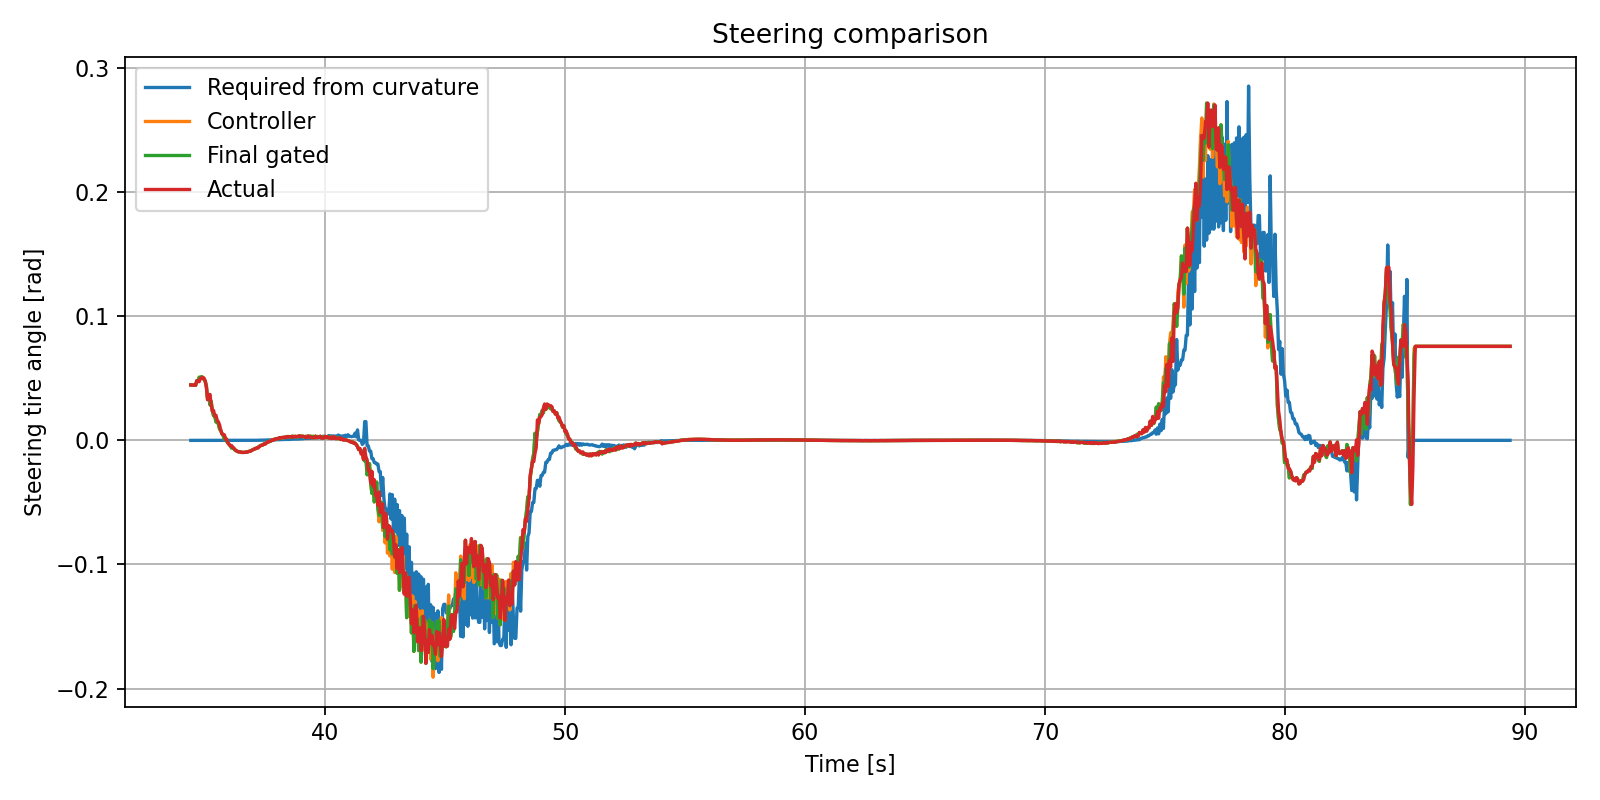 Steering comparison
Required from curvature
Controller
Final gated
Actual
Steering tire angle [rad]
0.3
0.2
0.1
0.0
−0.1
−0.2
40
50
60
70
80
90
Time [s]